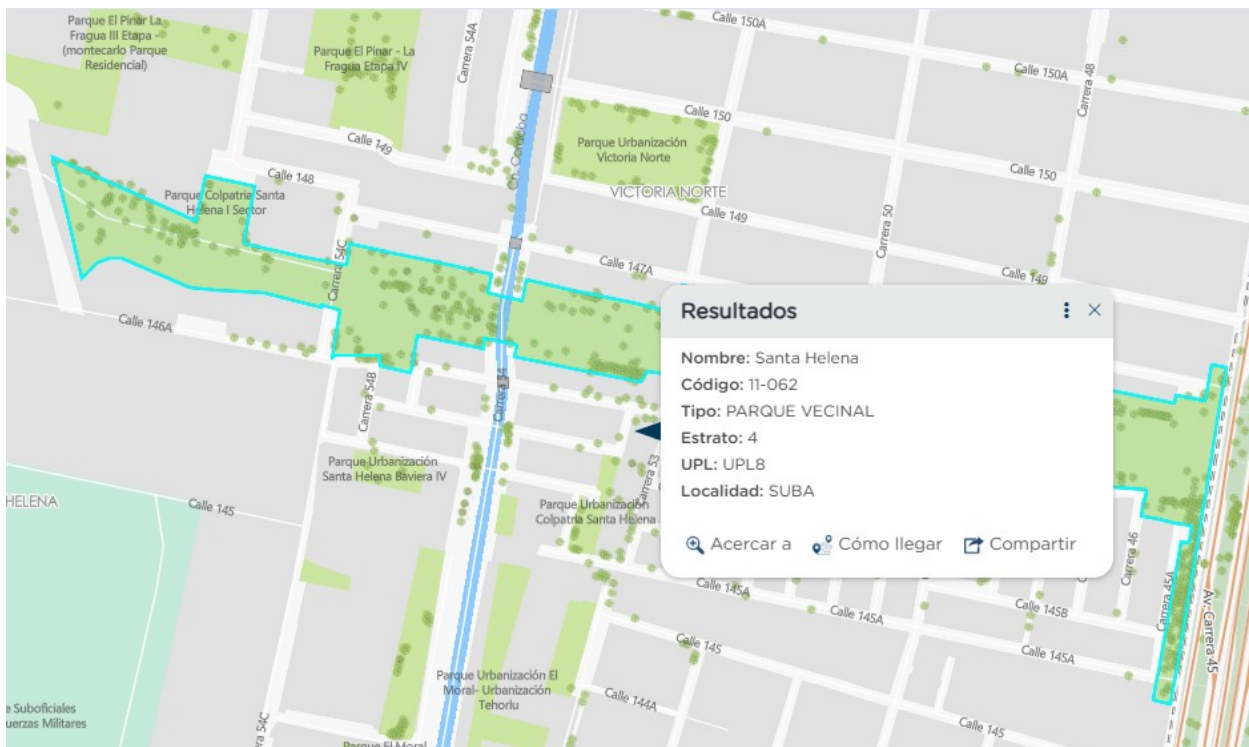 Parque El Pinar La
Fragua III Etapa -
(montecarlo Parque
Residencial)
Parque El Pinar - La
Fragua Etapa IV
Carrera 54A
Cn. Cordoba
Calle 150A
Calle 150A
Carrera 48
Calle 150
Calle 150
Parque Urbanización
Victoria Norte
VICTORIA NORTE
Calle 149
Calle 149
Calle 149
Calle 148
Parque Colpatria Santa
Helena I Sector
Carrera 54C
Calle 147A
Carrera 50
Calle 146A
Carrera 54B
Carrera 54
Resultados
Nombre: Santa Helena
Código: 11-062
Tipo: PARQUE VECINAL
Estrato: 4
UPL: UPL8
Localidad: SUBA
Acercar a
Cómo llegar
Compartir
Parque Urbanización
Santa Helena Baviera IV
Carrera 53
HELENA
Calle 145
Parque Urbanización
Colpatria Santa Helena
Carrera 46
Carrera 45A
Av. Carrera 45
Calle 145A
Calle 145A
Calle 145B
Calle 145A
Calle 145
Parque Urbanización El
Moral- Urbanización
Tehorlu
Calle 144A
Calle 145
e Suboficiales
uerzas Militares
Carrera 54C
Parque El Moral